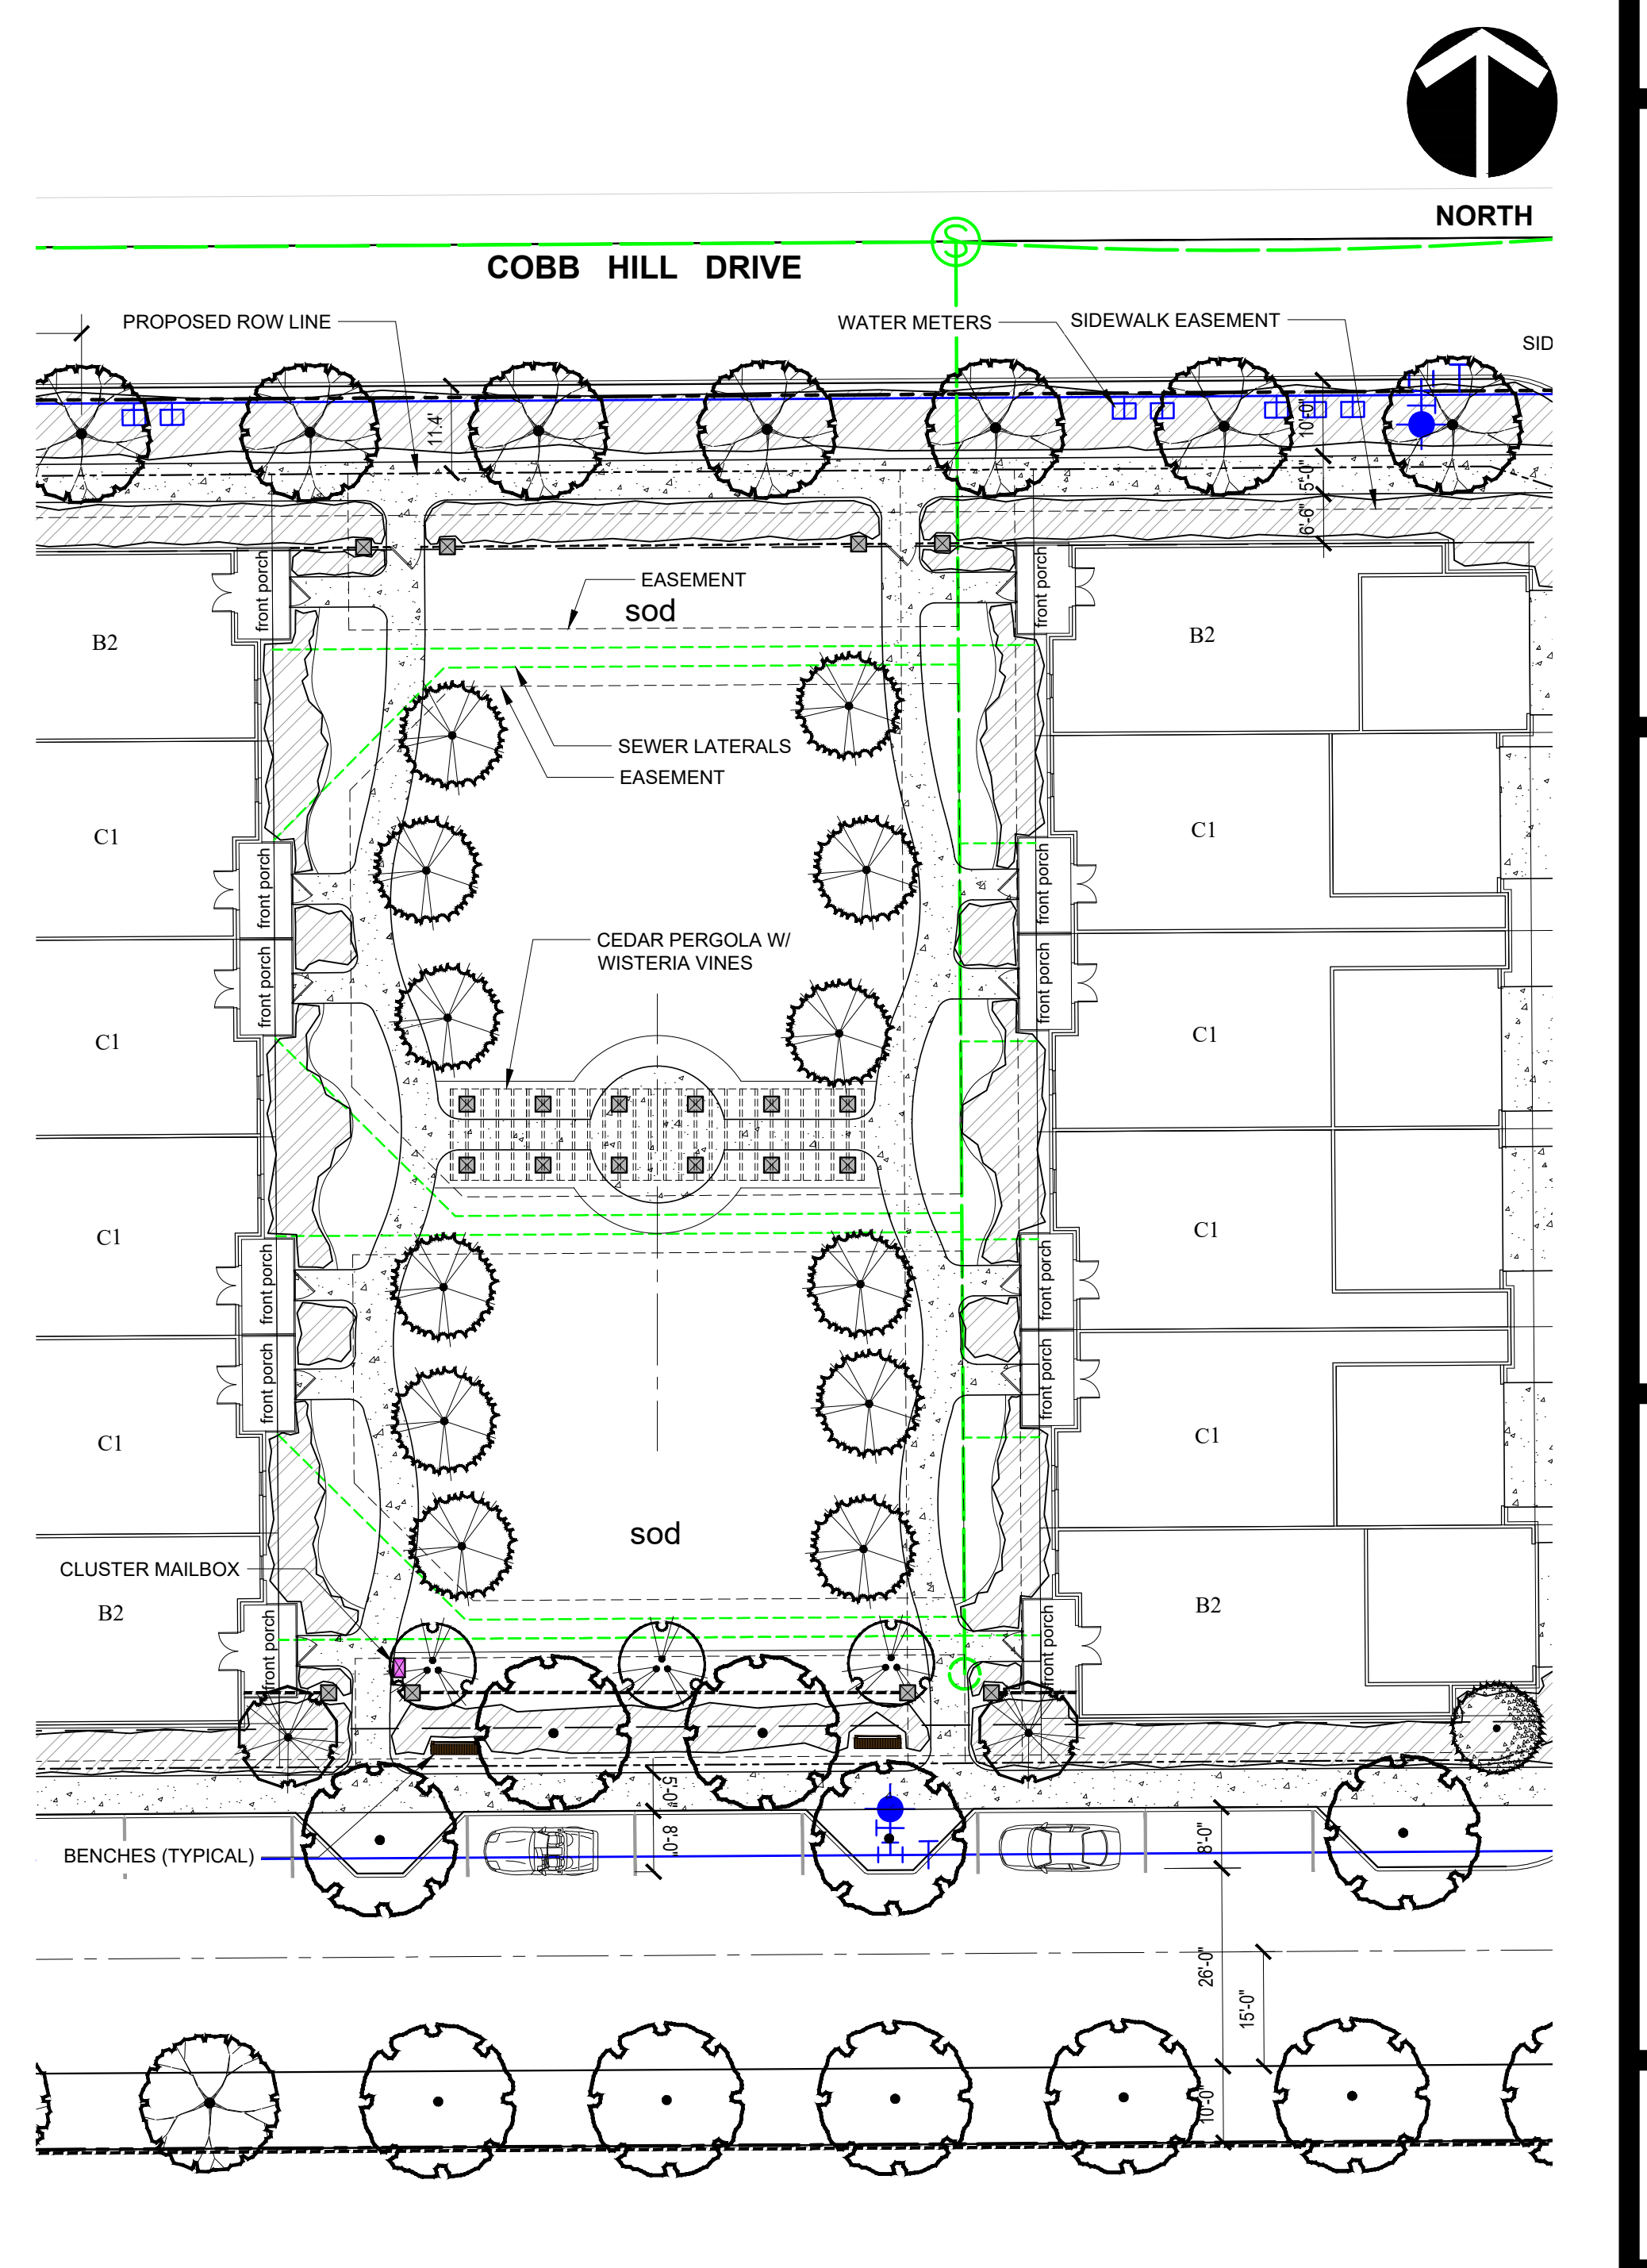 NORTH
COBB HILL DRIVE
PROPOSED ROW LINE
WATER METERS
SIDEWALK EASEMENT
SID
11.4'
10'-0"
5'-0"
6'-6"
front porch
front porch
EASEMENT
sod
B2
B2
SEWER LATERALS
EASEMENT
C1
C1
front porch
front porch
CEDAR PERGOLA W/
WISTERIA VINES
front porch
front porch
C1
C1
C1
C1
front porch
front porch
front porch
front porch
C1
C1
sod
CLUSTER MAILBOX
B2
B2
front porch
front porch
5'-0"
8'-0"
8'-0"
BENCHES (TYPICAL)
26'-0"
15'-0"
10'-0"